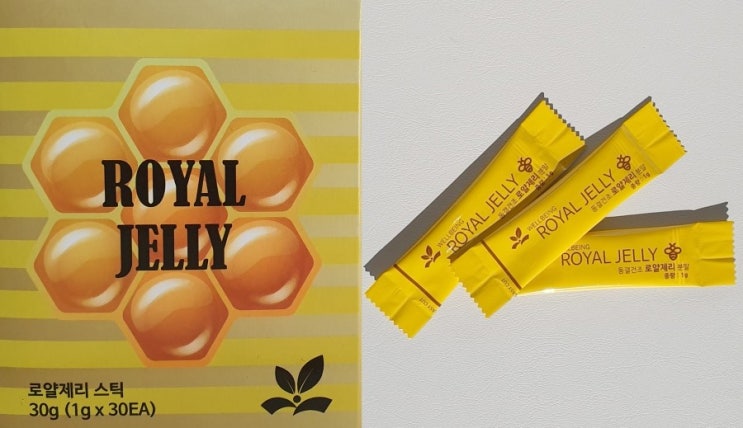 ROYAL
JELLY
로얄제리 스틱
30g (1g x 30EA)
WELLBEING
ROYAL JELLY
동결건조 로얄제리 분말
WELLBEING
ROYAL JELLY
동결건조 로얄제리 분말
중량 : 1g
WELLBEING
ROYAL JELLY
동결건조 로얄제리 분말
중량 : 1g